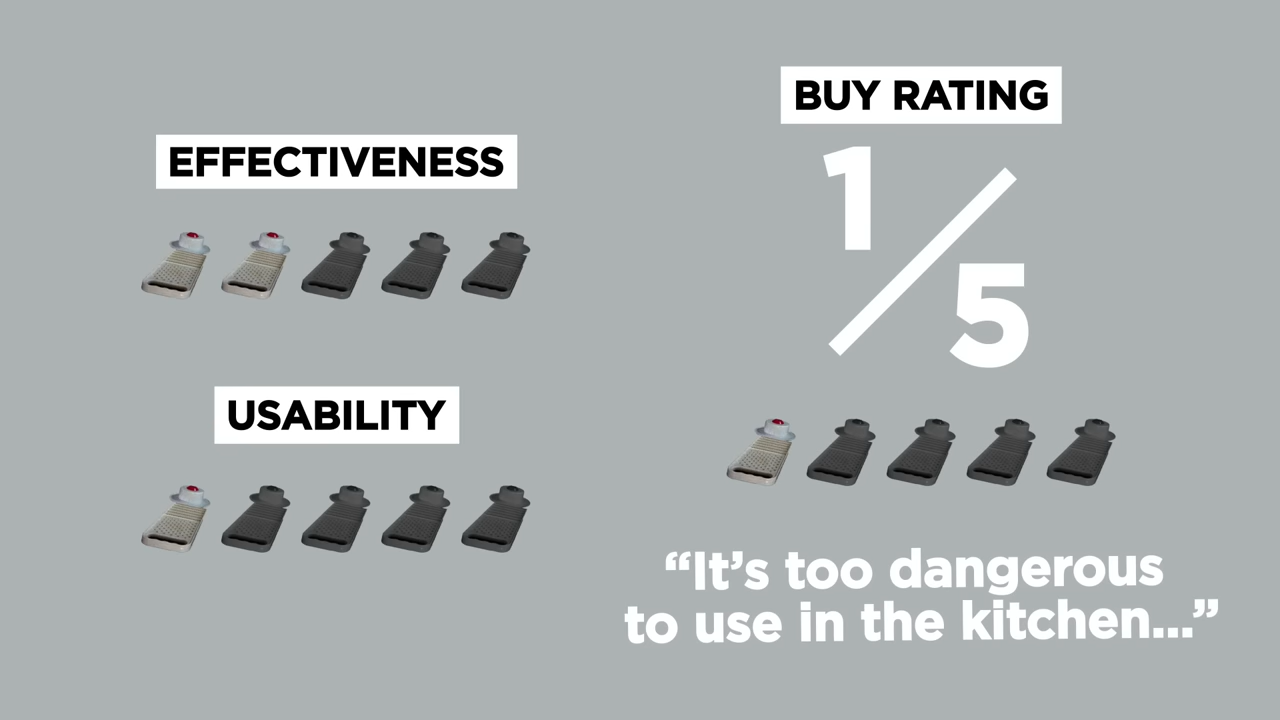 EFFECTIVENESS
USABILITY
BUY RATING
1/5
“It’s too dangerous
to use in the kitchen...”